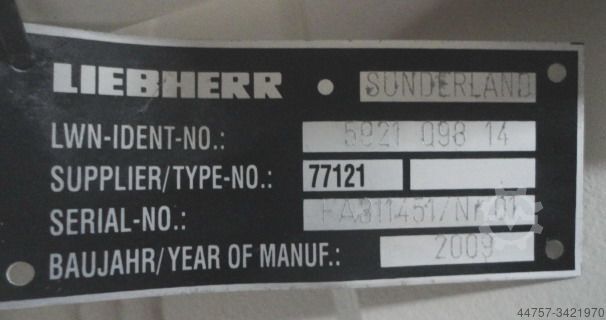 LIEBHERR SUNDERLAND
LWN-IDENT-NO.: 5921 098 14
SUPPLIER/TYPE-NO.: 77121
SERIAL-NO.:
BAUJAHR/YEAR OF MANUF.: 2009
44757-3421970